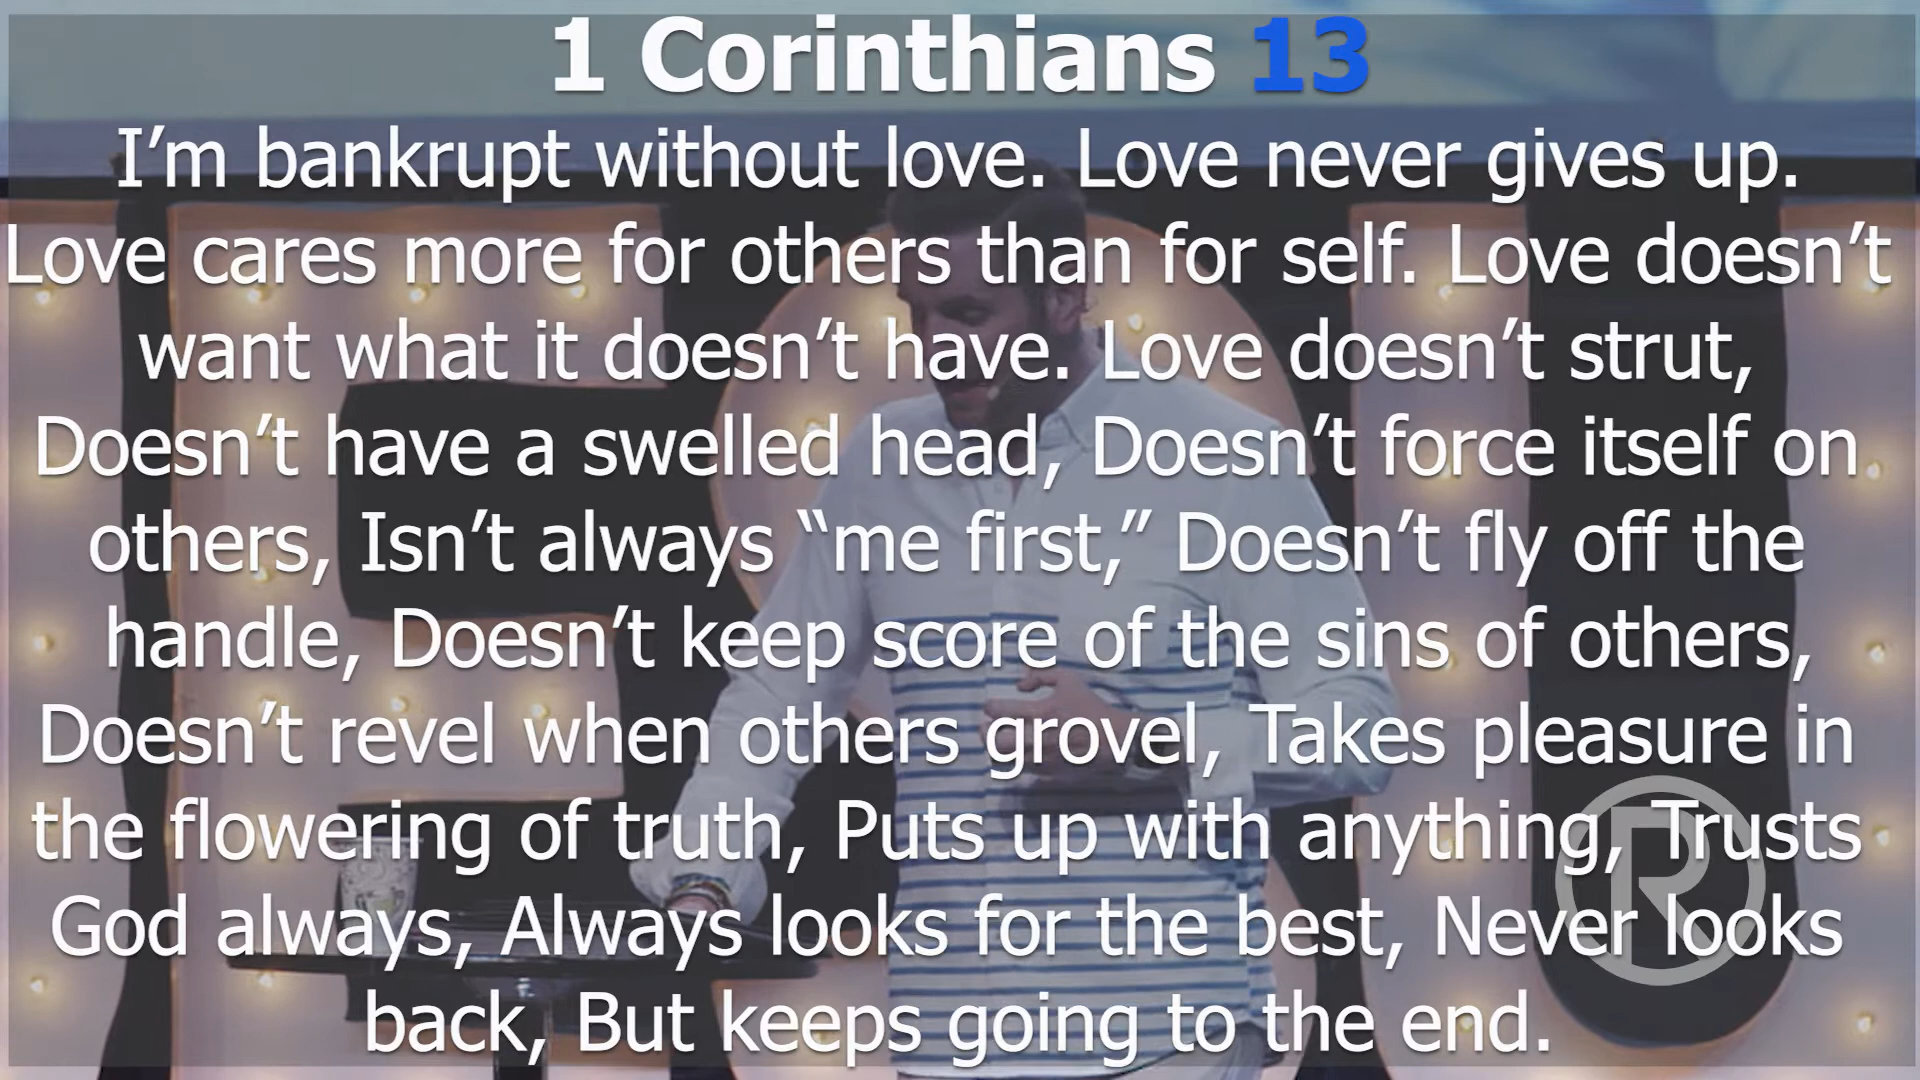 1 Corinthians 13
I’m bankrupt without love. Love never gives up.
Love cares more for others than for self. Love doesn’t
want what it doesn’t have. Love doesn’t strut,
Doesn’t have a swelled head, Doesn’t force itself on
others, Isn’t always “me first,” Doesn’t fly off the
handle, Doesn’t keep score of the sins of others,
Doesn’t revel when others grovel, Takes pleasure in
the flowering of truth, Puts up with anything, Trusts
God always, Always looks for the best, Never looks
back, But keeps going to the end.
R